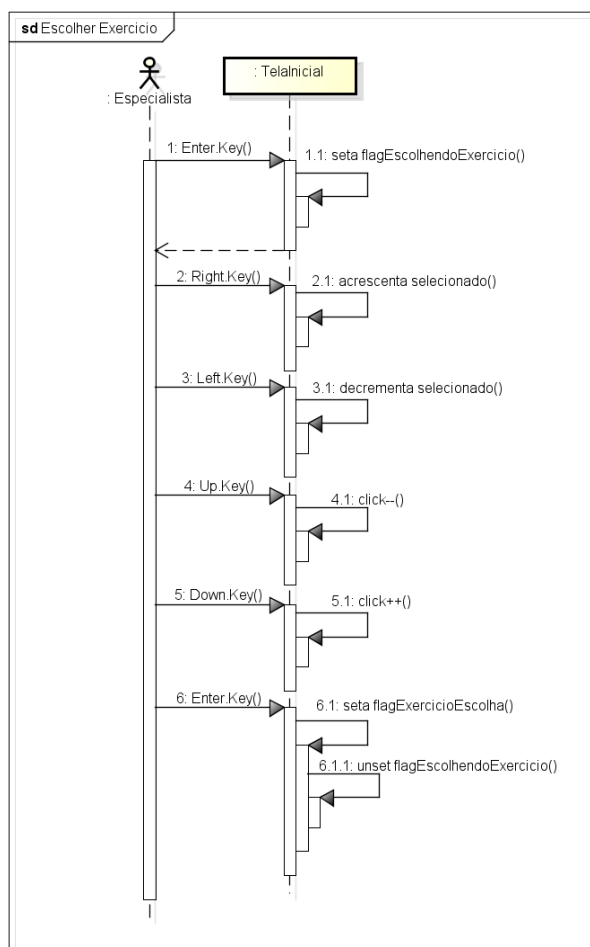 sd Escolher Exercicio
: Especialista
: TelaInicial
1: Enter.Key()
1.1: seta flagEscolhendoExercicio()
2: Right.Key()
2.1: acrescenta selecionado()
3: Left.Key()
3.1: decrementa selecionado()
4: Up.Key()
4.1: click--()
5: Down.Key()
5.1: click++()
6: Enter.Key()
6.1: seta flagExercicioEscolha()
6.1.1: unset flagEscolhendoExercicio()